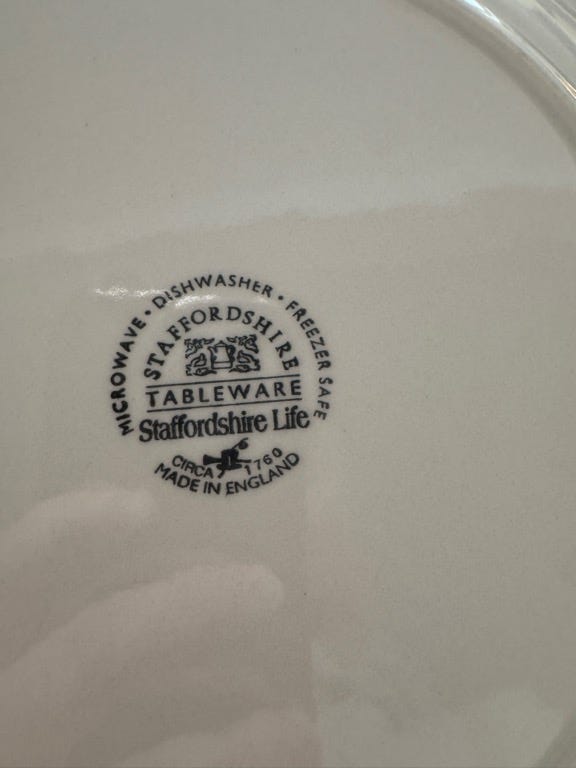 MICROWAVE • DISHWASHER • FREEZER SAFE
STAFFORDSHIRE
TABLEWARE
Staffordshire Life
CIRCA 1760
MADE IN ENGLAND